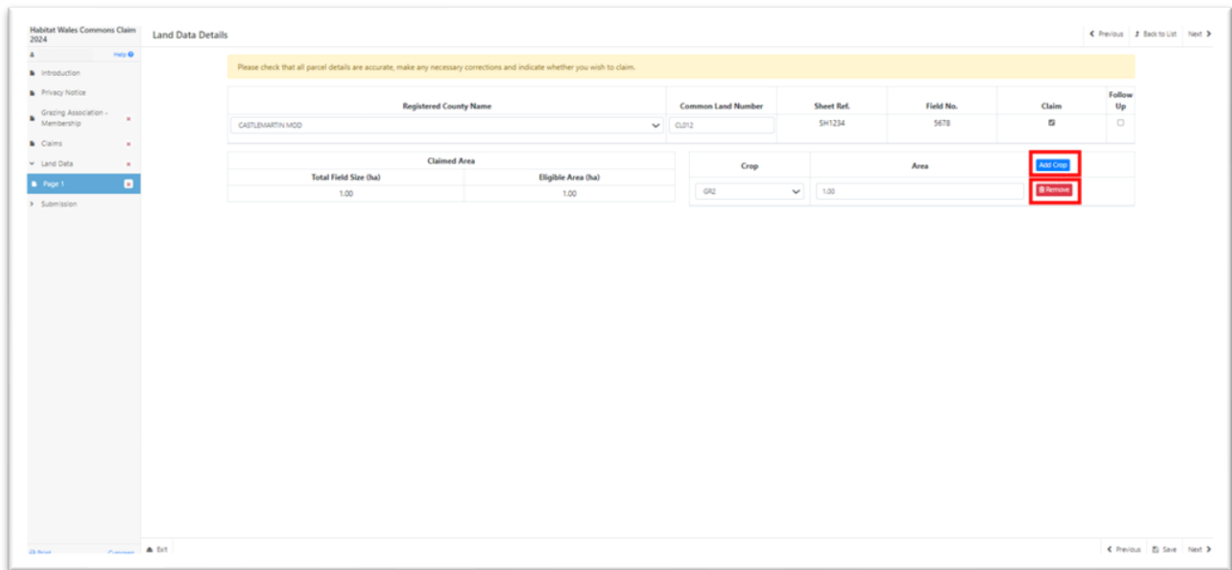 Habitat Wales Commons Claim
2024
Help
Introduction
Privacy Notice
Grazing Association -
Membership
Claims
Land Data
Page 1
Submission
Print
Land Data Details
Previous Back to List Next
Please check that all parcel details are accurate, make any necessary corrections and indicate whether you wish to claim.
Registered County Name Common Land Number Sheet Ref. Field No. Claim Follow
Up
CASTLEMARTIN MOD CL012 SH1234 5678
Claimed Area
Total Field Size (ha) Eligible Area (ha)
1.00 1.00
Crop Area Add Crop
GR2 1.00 Remove
Exit
Previous Save Next